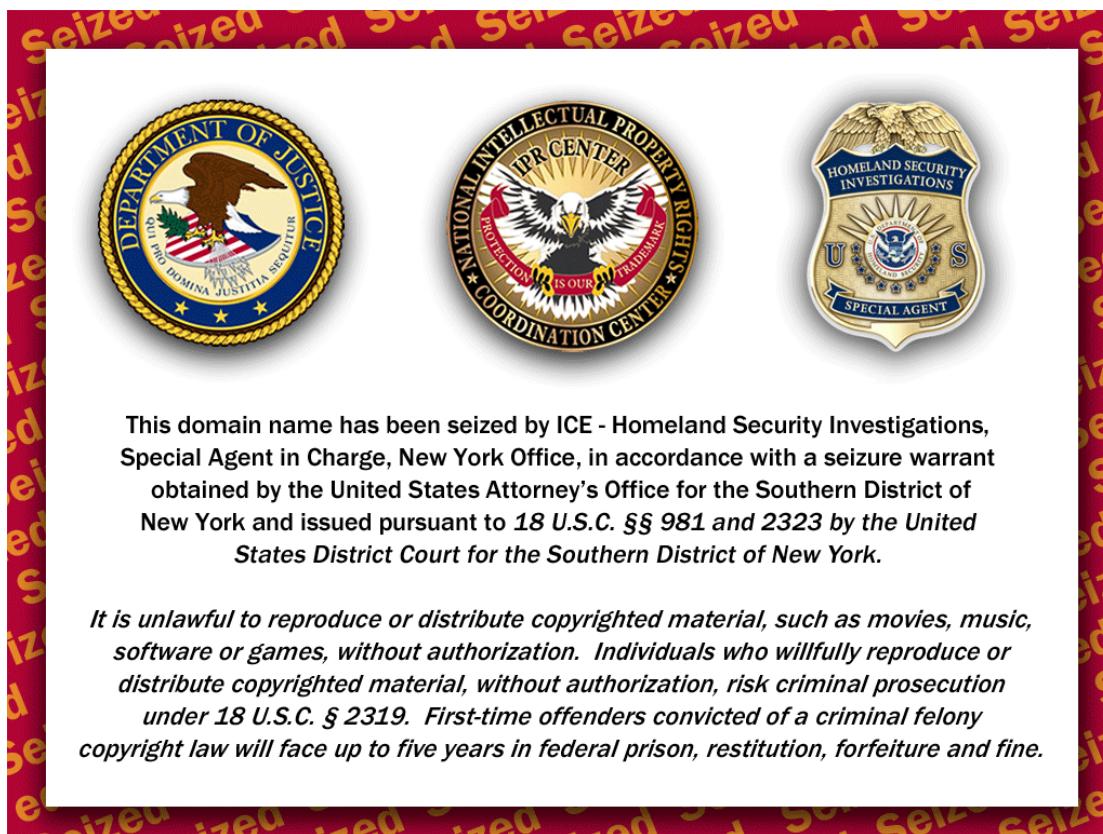 DEPARTMENT OF JUSTICE
QUI PRO DOMINA JUSTITIA SEQUITUR
NATIONAL INTELLECTUAL PROPERTY RIGHTS
COORDINATION CENTER
IPR CENTER
PROTECTION IS OUR TRADEMARK
HOMELAND SECURITY
INVESTIGATIONS
U S
U.S. DEPARTMENT OF
HOMELAND SECURITY
SPECIAL AGENT
This domain name has been seized by ICE - Homeland Security Investigations,
Special Agent in Charge, New York Office, in accordance with a seizure warrant
obtained by the United States Attorney’s Office for the Southern District of
New York and issued pursuant to 18 U.S.C. §§ 981 and 2323 by the United
States District Court for the Southern District of New York.
It is unlawful to reproduce or distribute copyrighted material, such as movies, music,
software or games, without authorization.  Individuals who willfully reproduce or
distribute copyrighted material, without authorization, risk criminal prosecution
under 18 U.S.C. § 2319.  First-time offenders convicted of a criminal felony
copyright law will face up to five years in federal prison, restitution, forfeiture and fine.
Seized